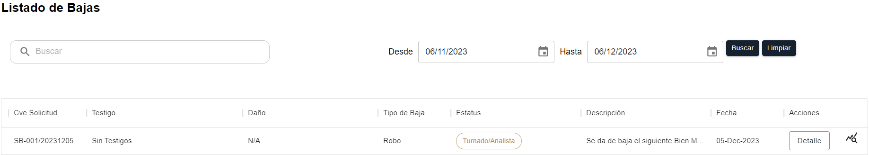 Listado de Bajas
Buscar Desde 06/11/2023 Hasta 06/12/2023 Buscar Limpiar
Cve Solicitud Testigo Daño Tipo de Baja Estatus Descripción Fecha Acciones
SB-001/20231205 Sin Testigos N/A Robo Turnado/Analista Se da de baja el siguiente Bien M... 05-Dec-2023 Detalle